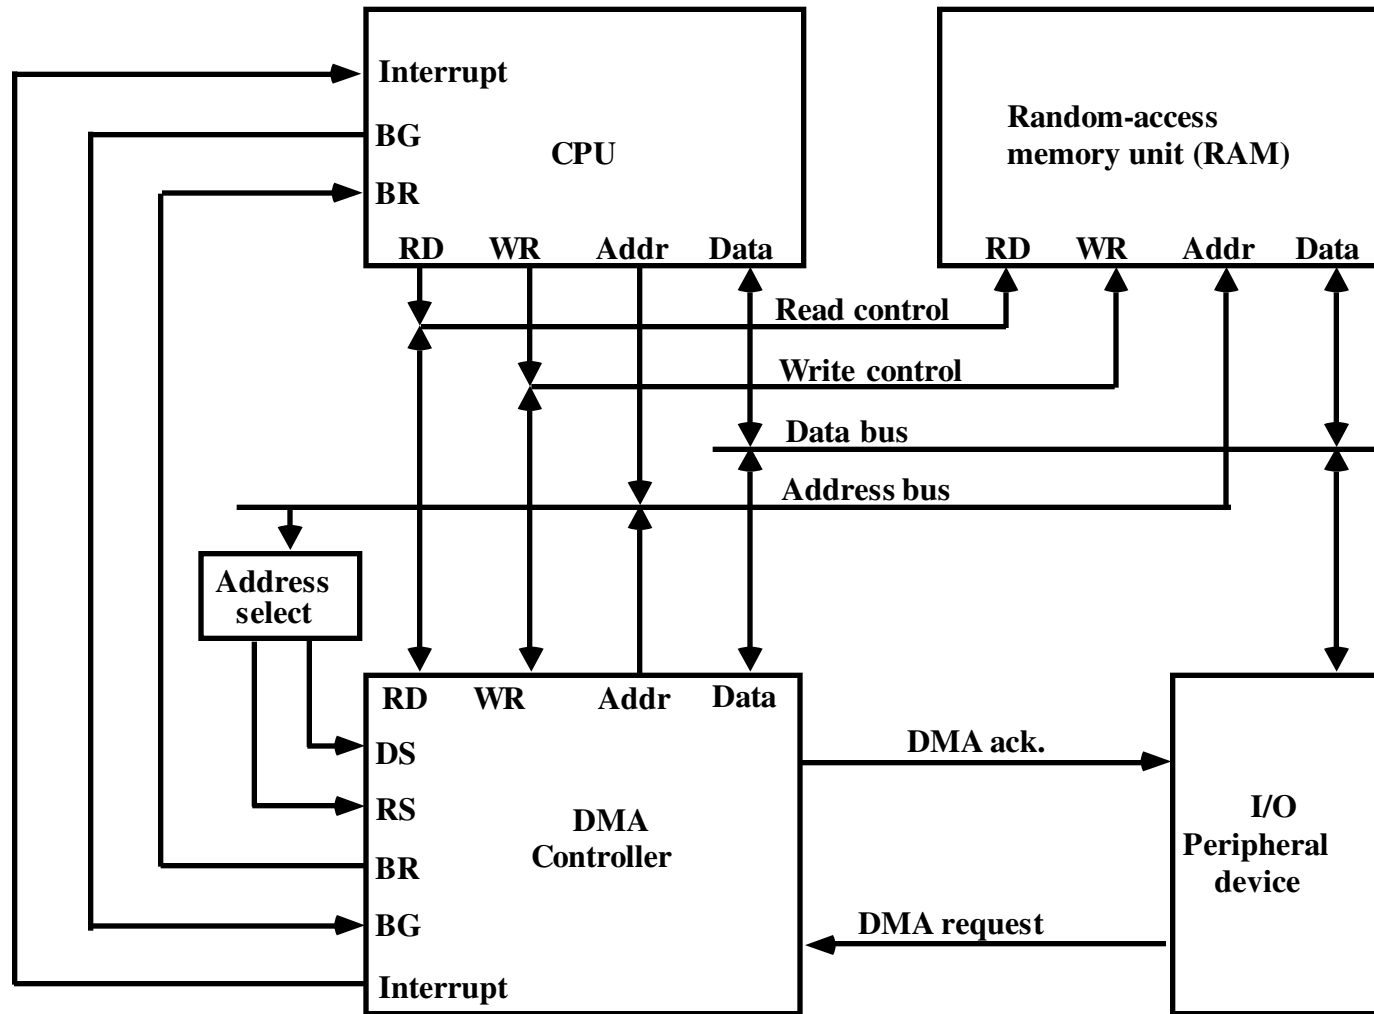 Interrupt
BG
CPU
BR
RD WR Addr Data
Random-access
memory unit (RAM)
RD WR Addr Data
Read control
Write control
Data bus
Address bus
Address
select
RD WR Addr Data
DS
RS
BR
BG
Interrupt
DMA
Controller
DMA ack.
DMA request
I/O
Peripheral
device